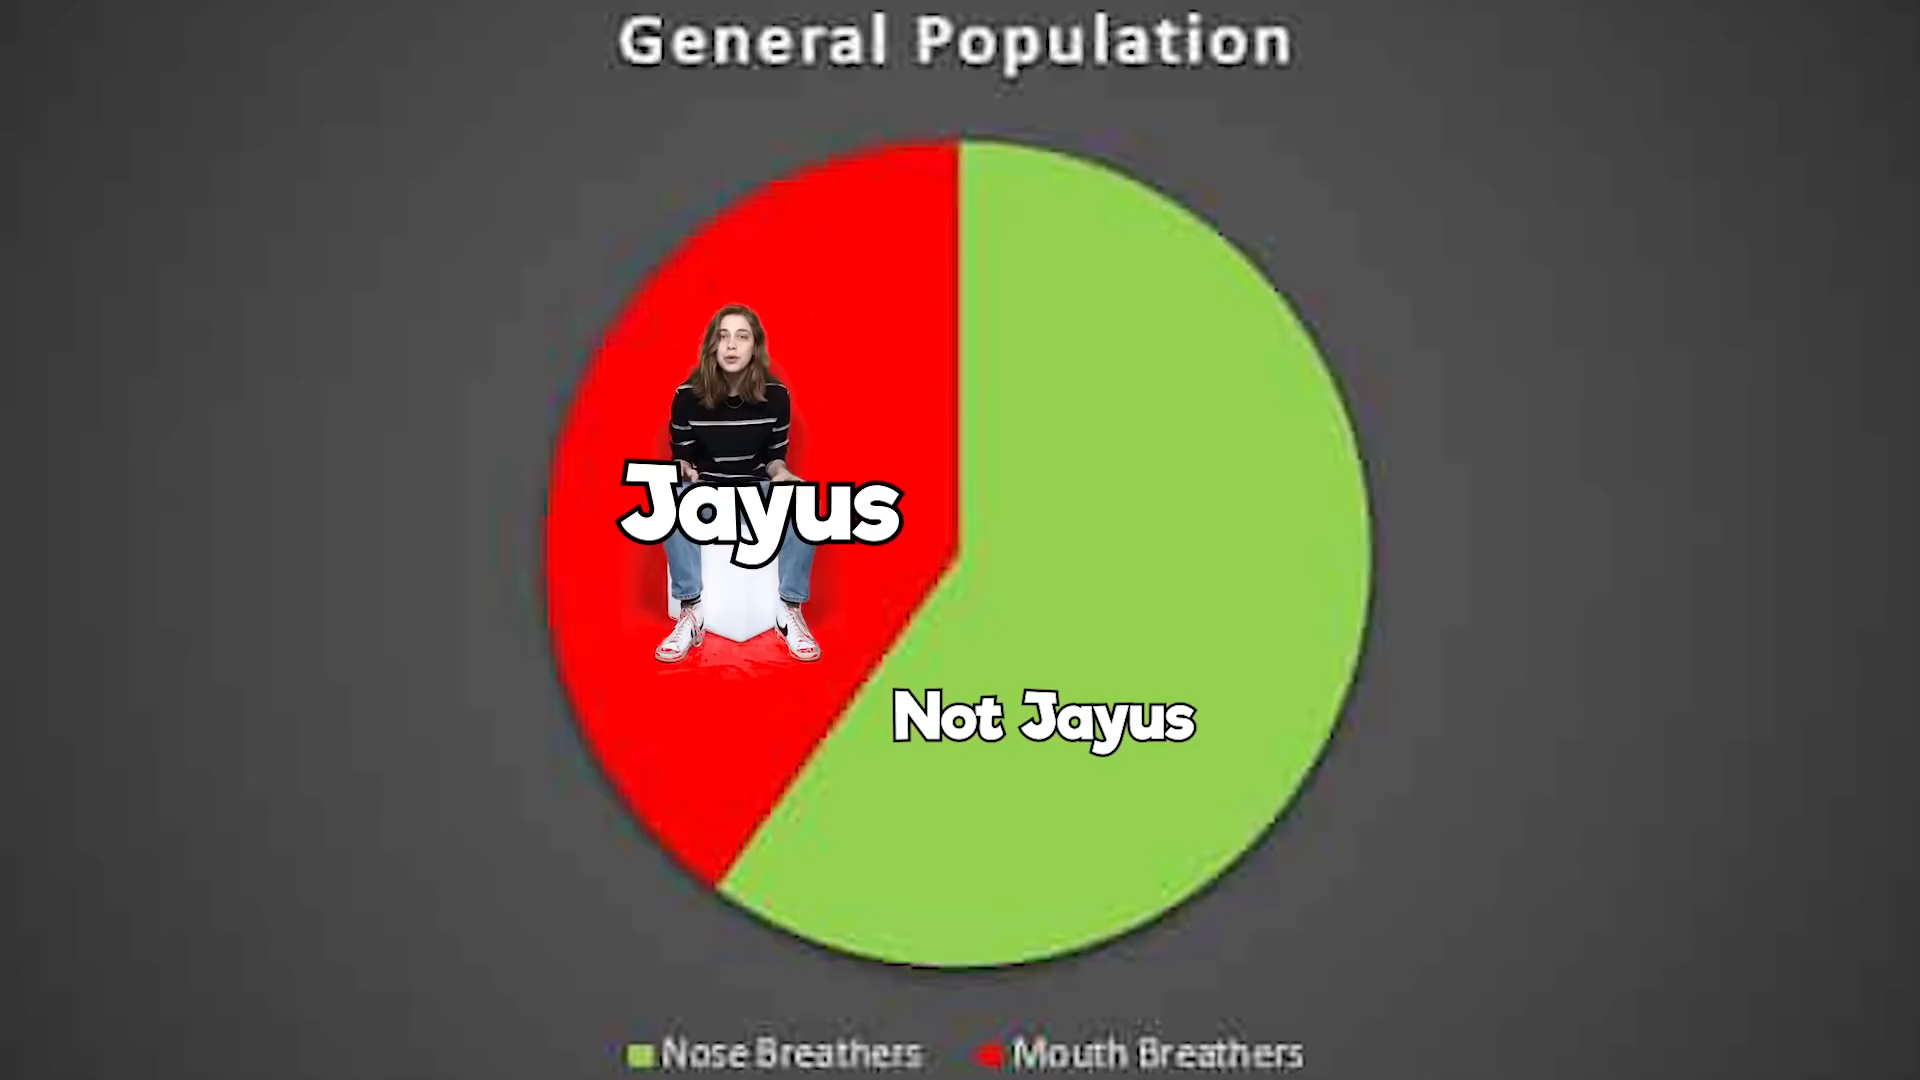 General Population
Jayus
Not Jayus
Nose Breathers
Mouth Breathers